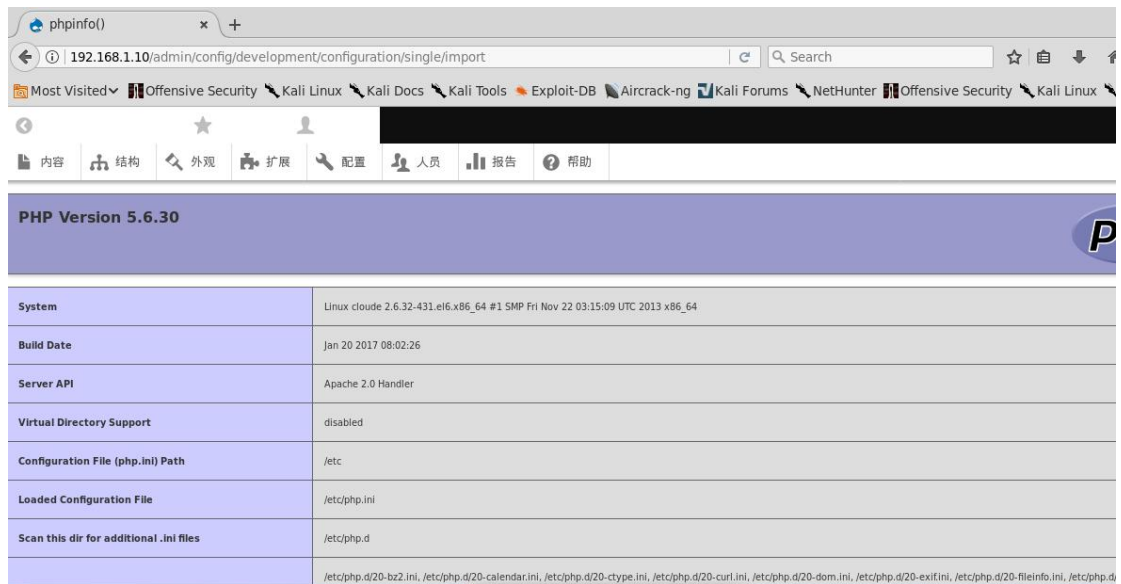 phpinfo() × +
192.168.1.10/admin/config/development/configuration/single/import Search
Most Visited Offensive Security Kali Linux Kali Docs Kali Tools Exploit-DB Aircrack-ng Kali Forums NetHunter Offensive Security Kali Linux
内容 结构 外观 扩展 配置 人员 报告 帮助
PHP Version 5.6.30
P
System Linux cloude 2.6.32-431.el6.x86_64 #1 SMP Fri Nov 22 03:15:09 UTC 2013 x86_64
Build Date Jan 20 2017 08:02:26
Server API Apache 2.0 Handler
Virtual Directory Support disabled
Configuration File (php.ini) Path /etc
Loaded Configuration File /etc/php.ini
Scan this dir for additional .ini files /etc/php.d
/etc/php.d/20-bz2.ini, /etc/php.d/20-calendar.ini, /etc/php.d/20-ctype.ini, /etc/php.d/20-curl.ini, /etc/php.d/20-dom.ini, /etc/php.d/20-exif.ini, /etc/php.d/20-fileinfo.ini, /etc/php.d/